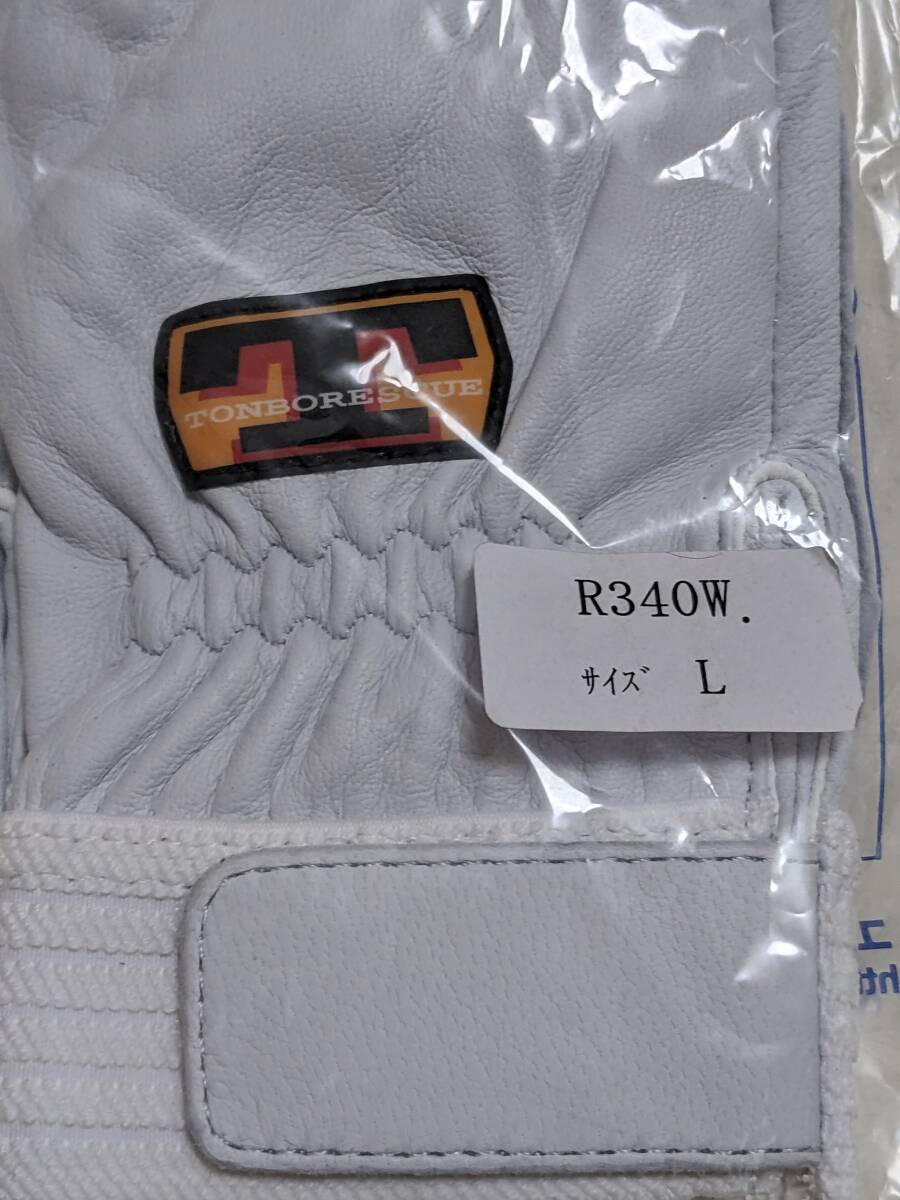 TONBORESCUE
R340W.
ｻｲｽﾞ L